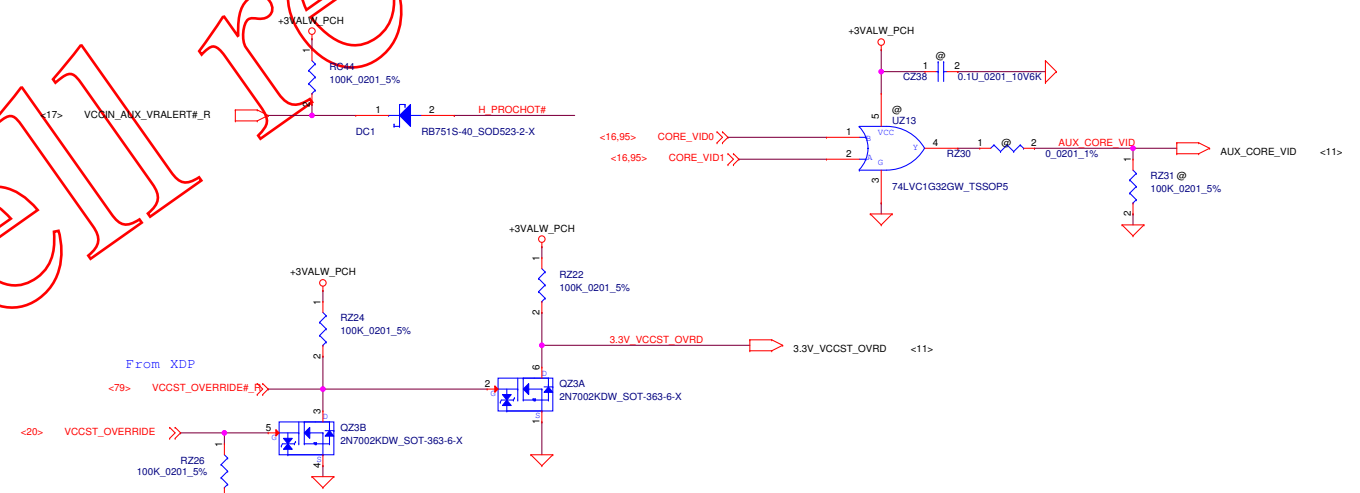 ell re
+3VALW_PCH
1
RC44
100K_0201_5%
2
<17> VCCIN_AUX_VRALERT#_R
1
2
H_PROCHOT#
DC1
RB751S-40_SOD523-2-X
+3VALW_PCH
@
1
2
CZ38
0.1U_0201_10V6K
@
UZ13
5
VCC
<16,95> CORE_VID0
1
B
<16,95> CORE_VID1
2
A
G
Y
4
3
74LVC1G32GW_TSSOP5
RZ30
1
@
2
0_0201_1%
AUX_CORE_VID
AUX_CORE_VID <11>
1
RZ31 @
100K_0201_5%
2
+3VALW_PCH
1
RZ22
100K_0201_5%
2
3.3V_VCCST_OVRD
3.3V_VCCST_OVRD <11>
+3VALW_PCH
1
RZ24
100K_0201_5%
2
From XDP
<79> VCCST_OVERRIDE#_R
2
G
6
D
S
1
QZ3A
2N7002KDW_SOT-363-6-X
<20> VCCST_OVERRIDE
5
G
3
D
S
4
QZ3B
2N7002KDW_SOT-363-6-X
1
RZ26
100K_0201_5%